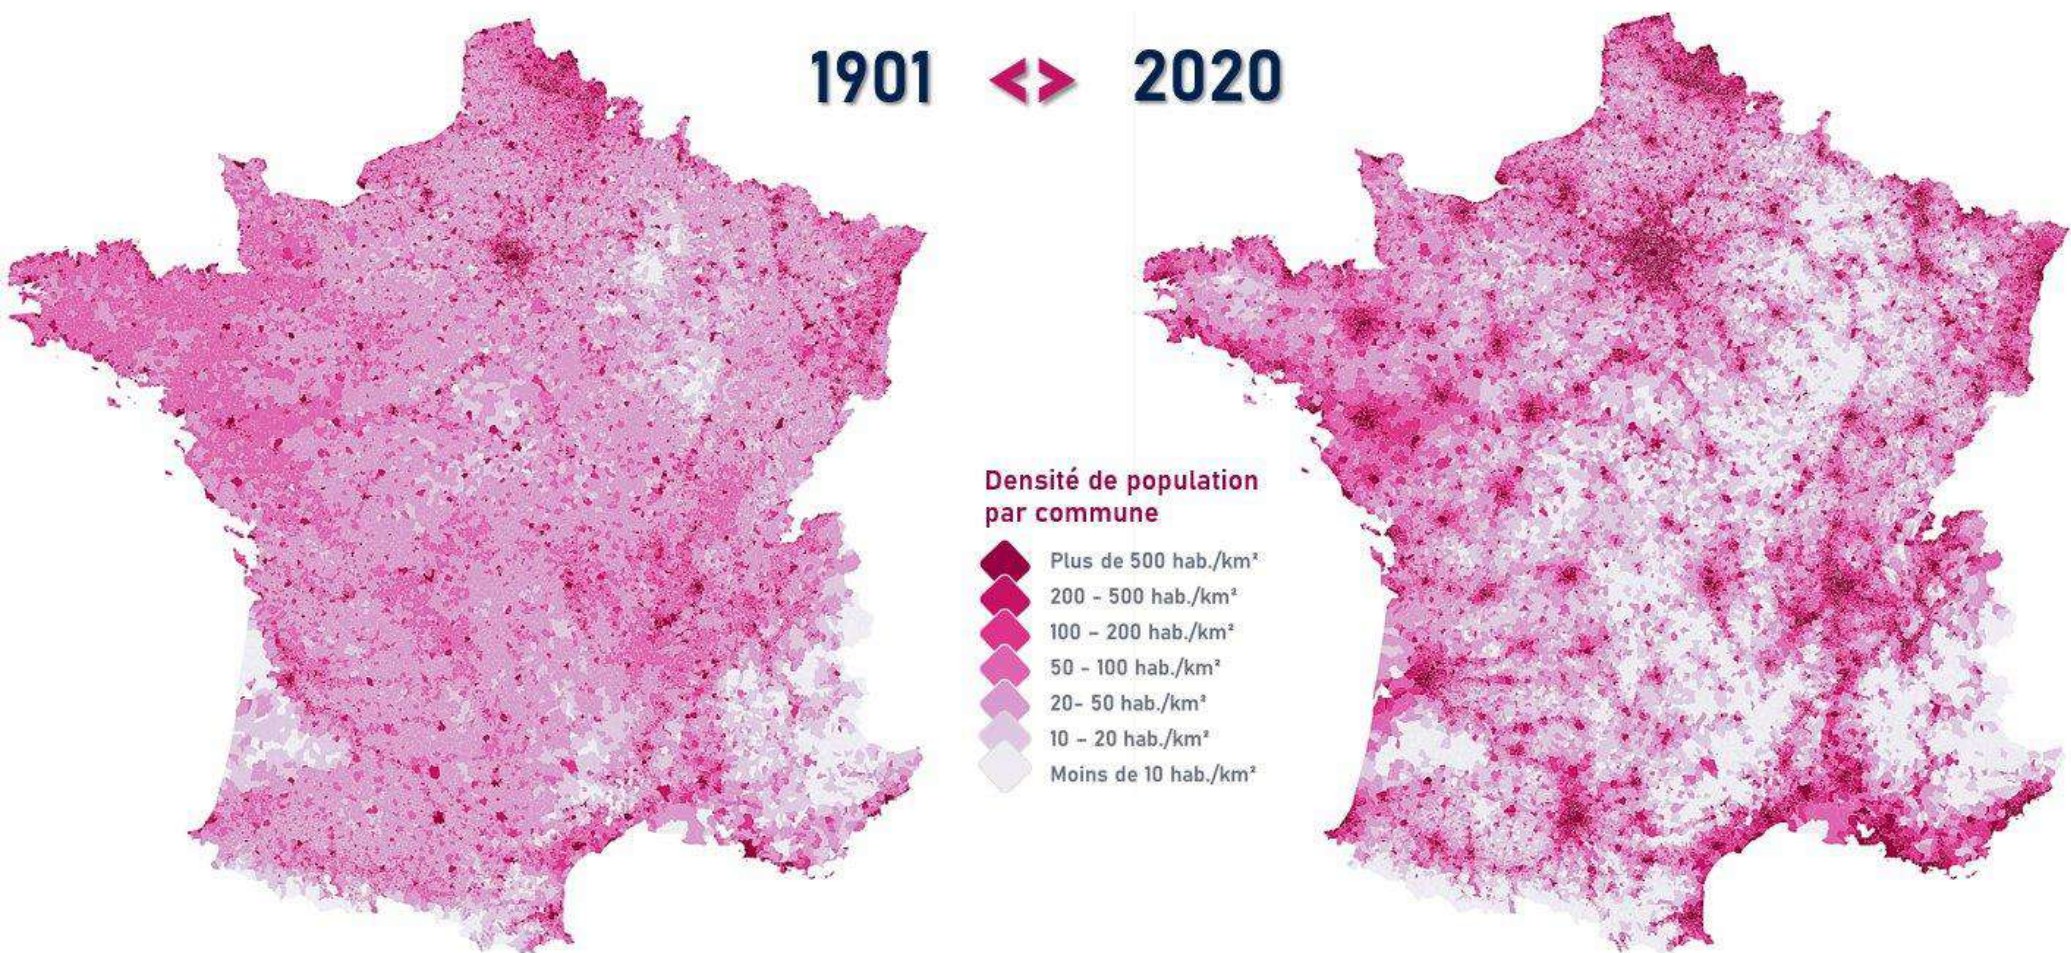 1901 <> 2020
Densité de population
par commune
Plus de 500 hab./km²
200 - 500 hab./km²
100 - 200 hab./km²
50 - 100 hab./km²
20- 50 hab./km²
10 - 20 hab./km²
Moins de 10 hab./km²